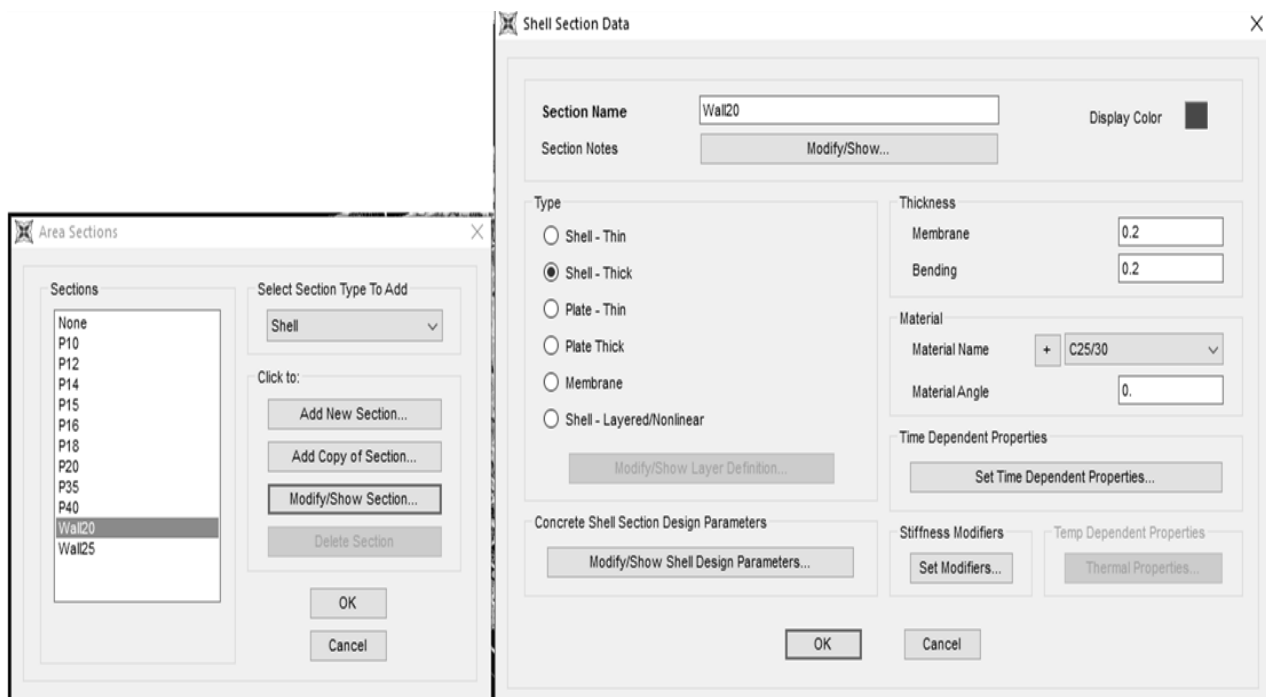 Area Sections
Sections
None
P10
P12
P14
P15
P16
P18
P20
P35
P40
Wall20
Wall25
Select Section Type To Add
Shell
Click to:
Add New Section...
Add Copy of Section...
Modify/Show Section...
Delete Section
OK
Cancel
Shell Section Data
Section Name Wall20 Display Color
Section Notes Modify/Show...
Type
Shell - Thin
Shell - Thick
Plate - Thin
Plate Thick
Membrane
Shell - Layered/Nonlinear
Modify/Show Layer Definition...
Concrete Shell Section Design Parameters
Modify/Show Shell Design Parameters...
Thickness
Membrane 0.2
Bending 0.2
Material
Material Name + C25/30
Material Angle 0.
Time Dependent Properties
Set Time Dependent Properties...
Stiffness Modifiers
Set Modifiers...
Temp Dependent Properties
Thermal Properties...
OK
Cancel